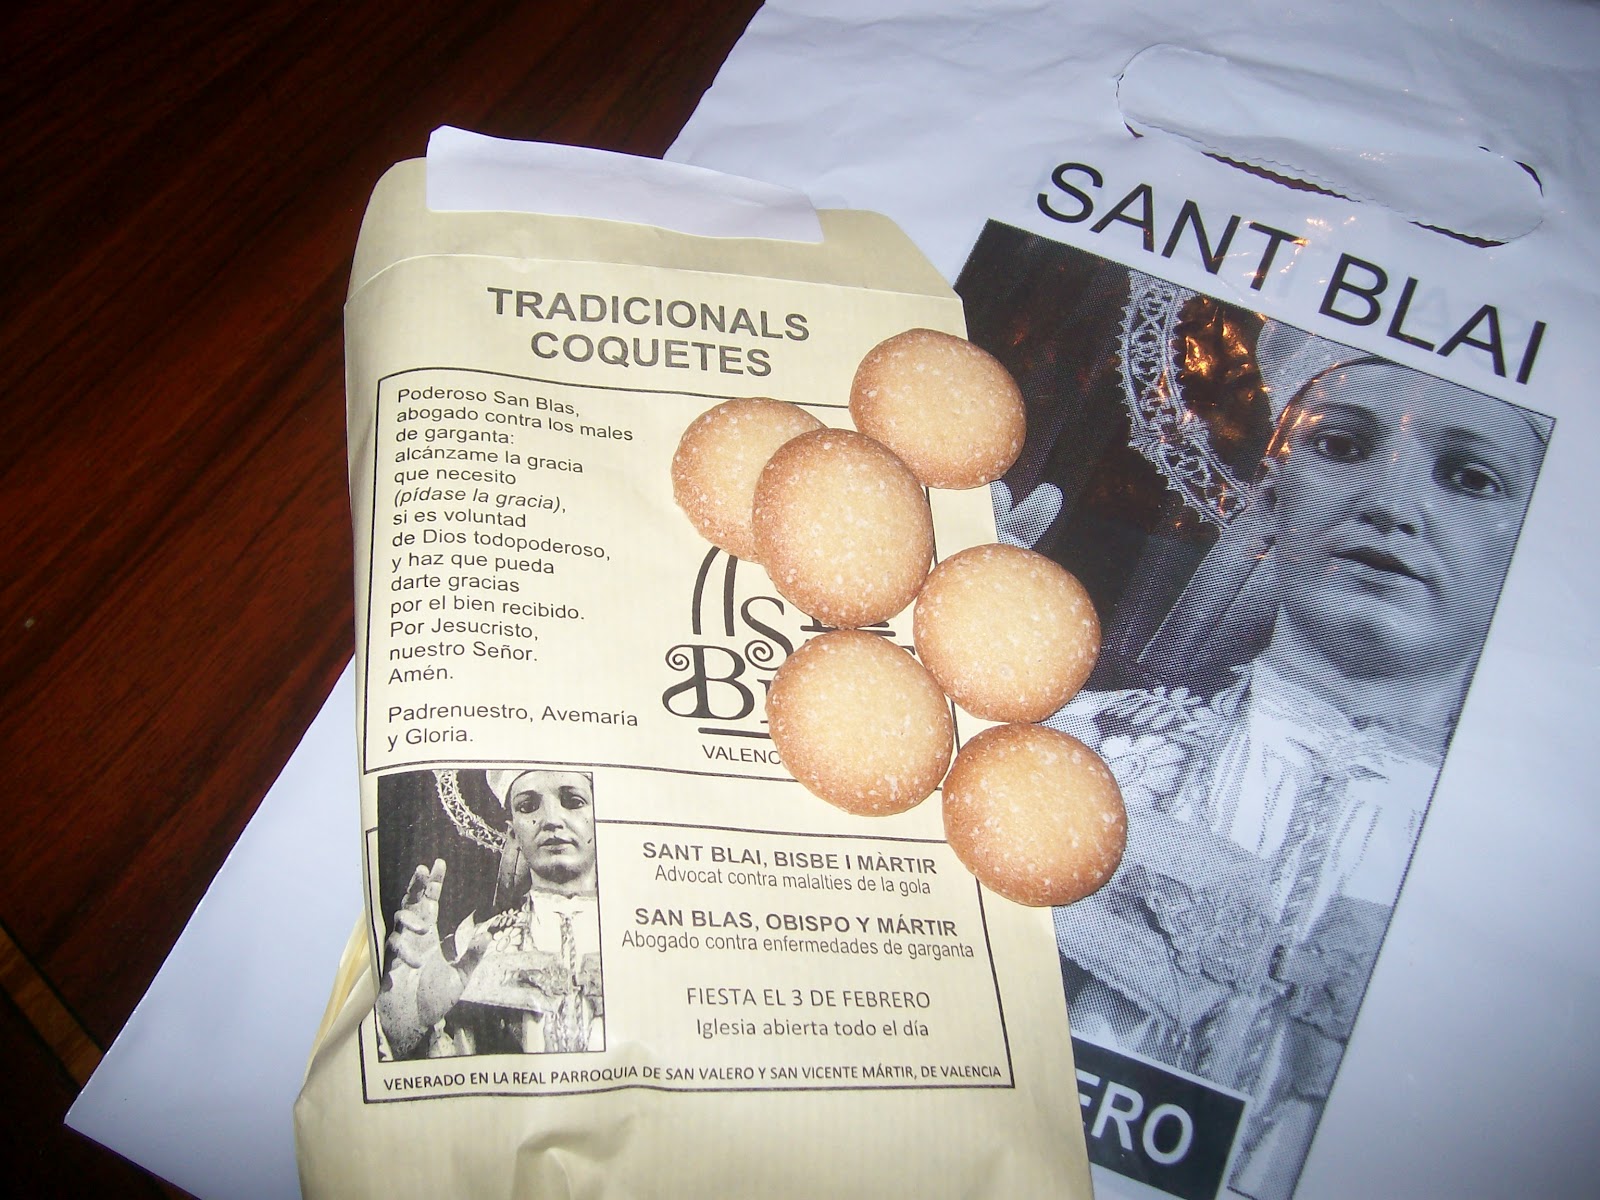 SANT BLAI
TRADICIONALS
COQUETES
Poderoso San Blas,
abogado contra los males
de garganta:
alcánzame la gracia
que necesito
(pídase la gracia),
si es voluntad
de Dios todopoderoso,
y haz que pueda
darte gracias
por el bien recibido.
Por Jesucristo,
nuestro Señor.
Amén.
Padrenuestro, Avemaria
y Gloria.
SANT BLAI, BISBE I MÀRTIR
Advocat contra malalties de la gola
SAN BLAS, OBISPO Y MÁRTIR
Abogado contra enfermedades de garganta
FIESTA EL 3 DE FEBRERO
Iglesia abierta todo el día
VENERADO EN LA REAL PARROQUIA DE SAN VALERO Y SAN VICENTE MÁRTIR, DE VALENCIA